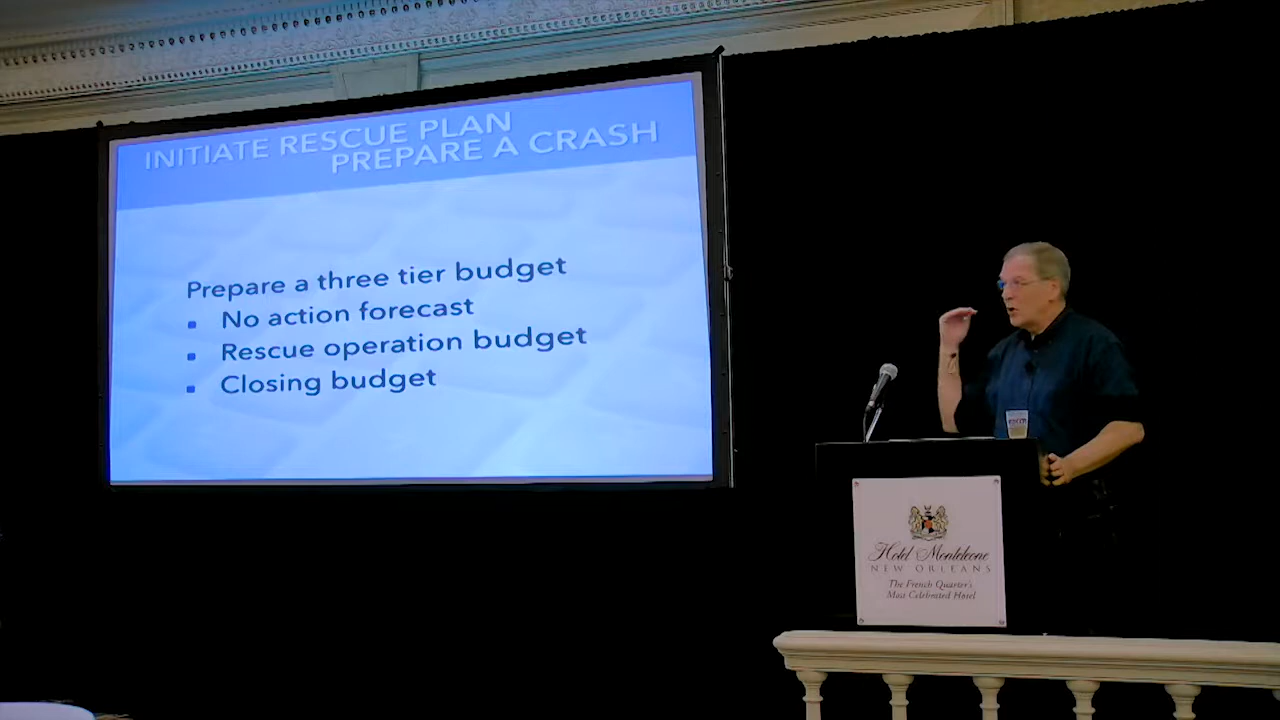 INITIATE RESCUE PLAN
PREPARE A CRASH
Prepare a three tier budget
▪ No action forecast
▪ Rescue operation budget
▪ Closing budget
Hotel Monteleone
NEW ORLEANS
The French Quarter's
Most Celebrated Hotel